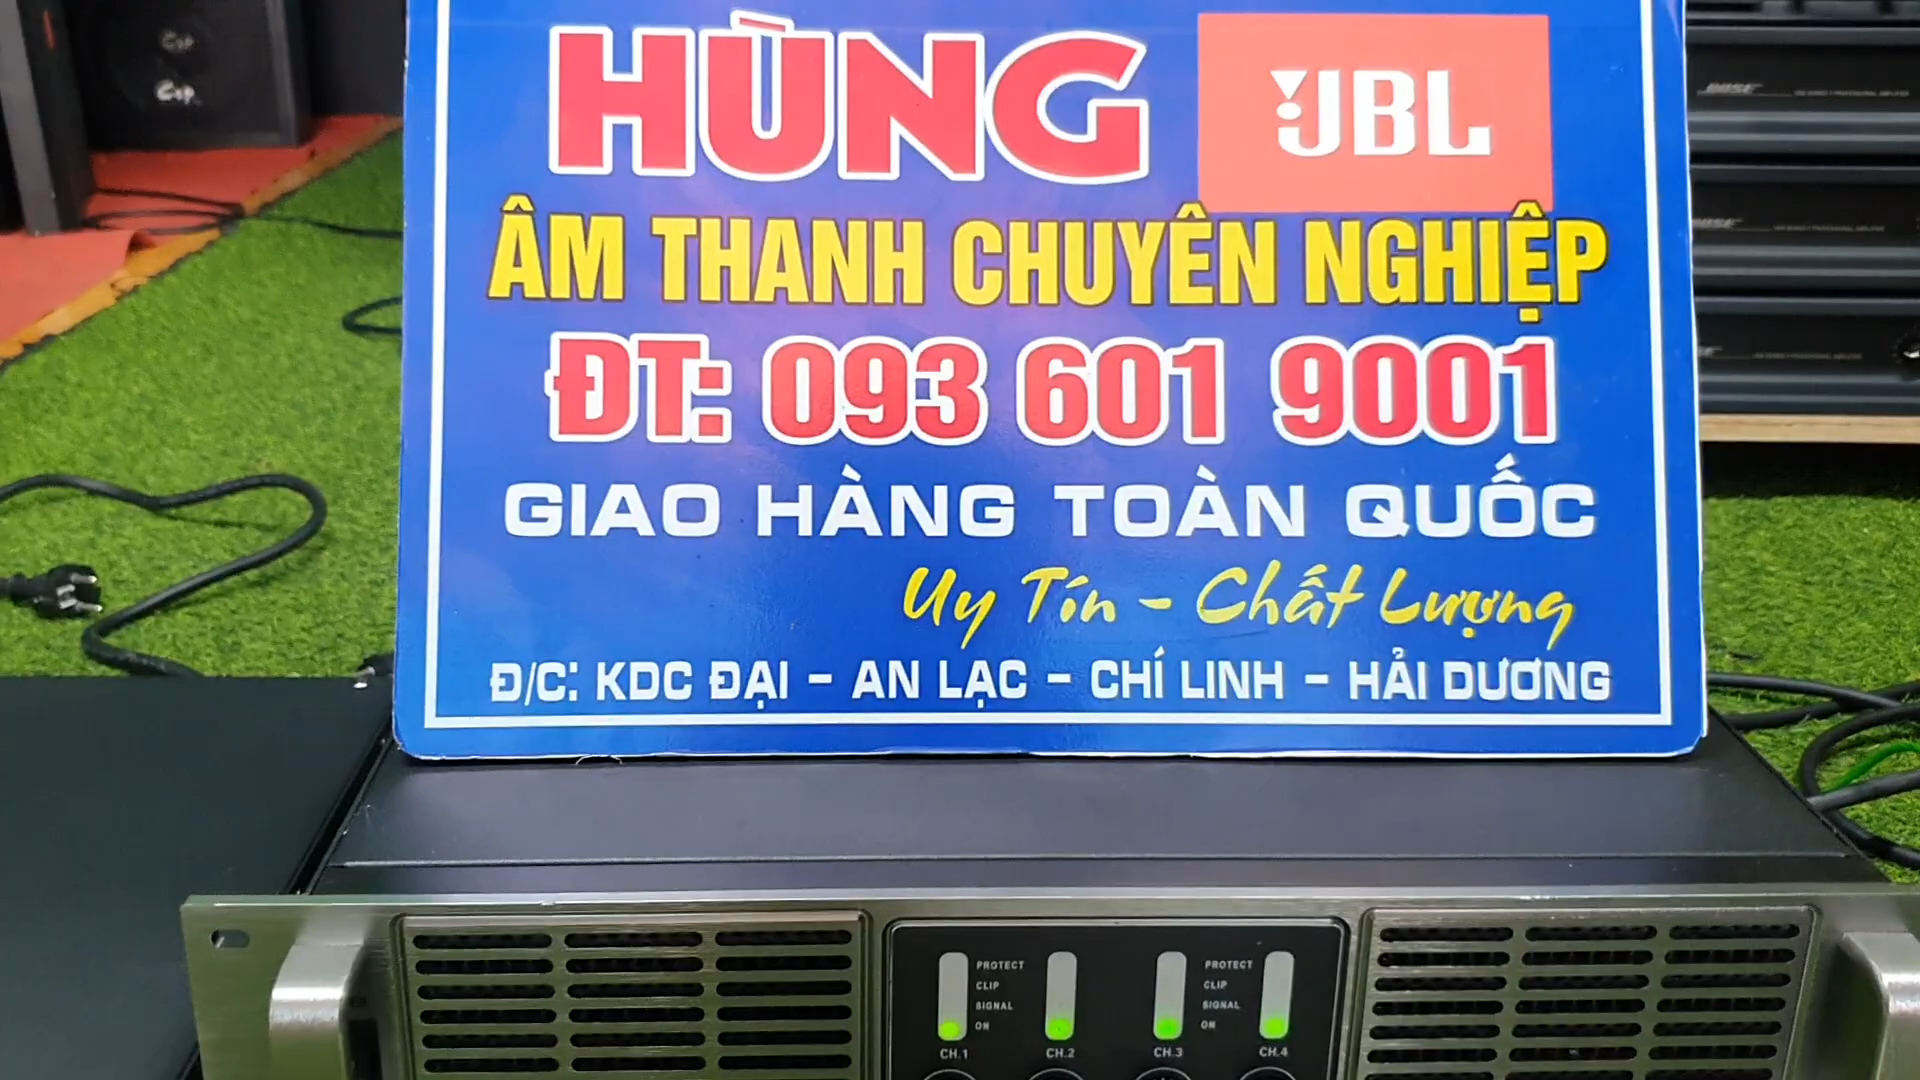 HÙNG JBL
ÂM THANH CHUYÊN NGHIỆP
ĐT: 093 601 9001
GIAO HÀNG TOÀN QUỐC
Uy Tín - Chất Lượng
Đ/C: KDC ĐẠI - AN LẠC - CHÍ LINH - HẢI DƯƠNG
BOSE
BOSE
PROTECT PROTECT
CLIP CLIP
SIGNAL SIGNAL
ON ON
CH.1 CH.2 CH.3 CH.4